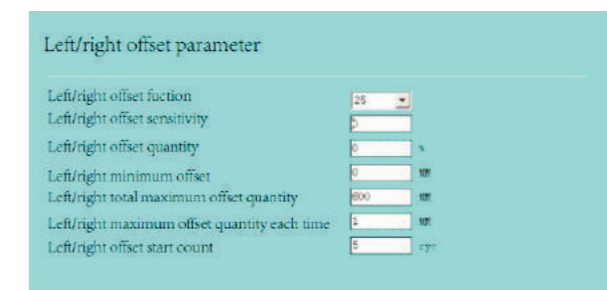 Left/right offset parameter
Left/right offset fuction 25
Left/right offset sensitivity 5
Left/right offset quantity 0 %
Left/right minimum offset 0
Left/right total maximum offset quantity 600
Left/right maximum offset quantity each time 1
Left/right offset start count 5 cyc